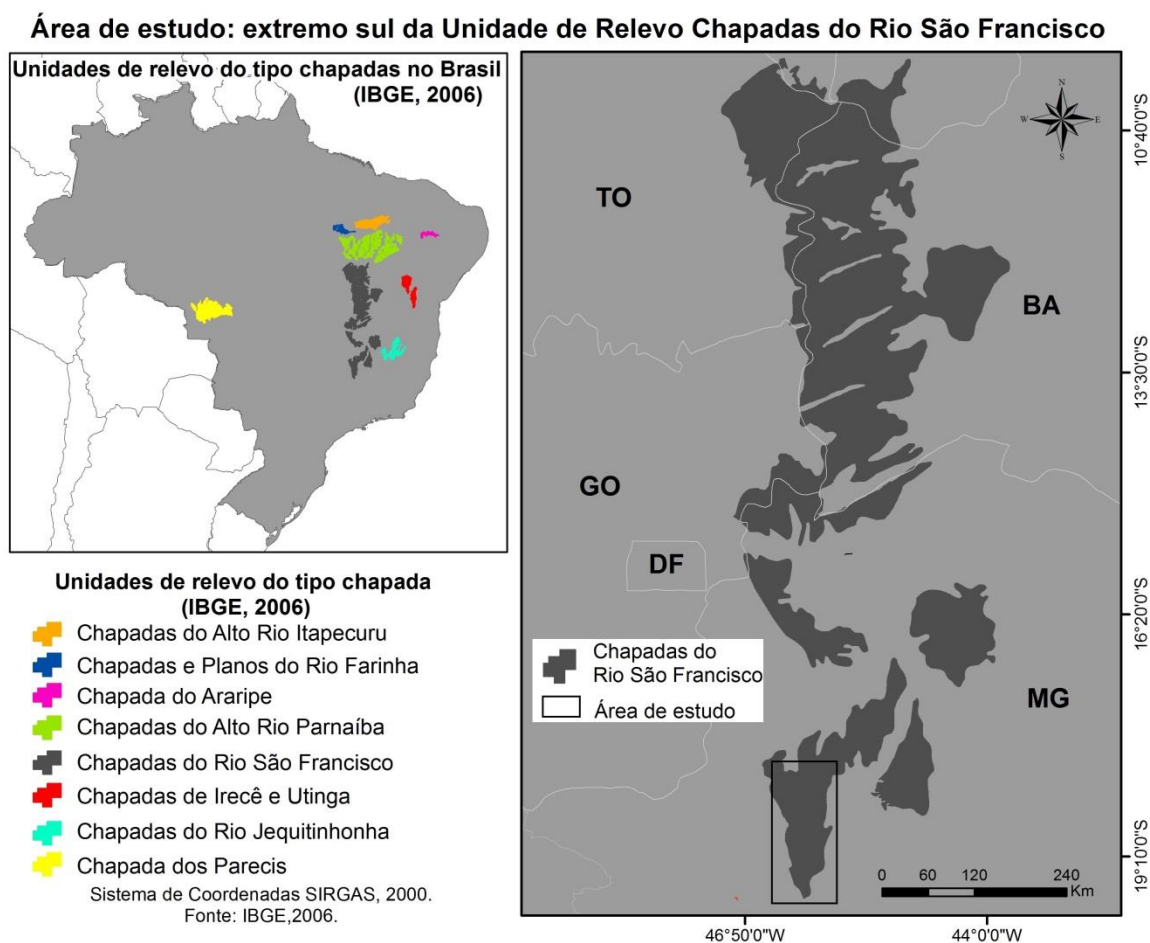 Área de estudo: extremo sul da Unidade de Relevo Chapadas do Rio São Francisco
Unidades de relevo do tipo chapadas no Brasil
(IBGE, 2006)
Unidades de relevo do tipo chapada
(IBGE, 2006)
Chapadas do Alto Rio Itapecuru
Chapadas e Planos do Rio Farinha
Chapada do Araripe
Chapadas do Alto Rio Parnaíba
Chapadas do Rio São Francisco
Chapadas de Irecê e Utinga
Chapadas do Rio Jequitinhonha
Chapada dos Parecis
Sistema de Coordenadas SIRGAS, 2000.
Fonte: IBGE,2006.
N
W
E
S
TO
BA
GO
DF
MG
Chapadas do
Rio São Francisco
Área de estudo
0 60 120 240
Km
10°40'0"S
13°30'0"S
16°20'0"S
19°10'0"S
46°50'0"W
44°0'0"W